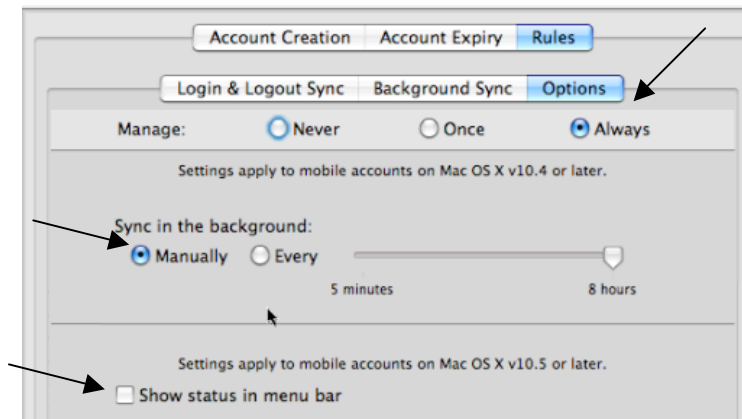 Account Creation Account Expiry Rules
Login & Logout Sync Background Sync Options
Manage: Never Once Always
Settings apply to mobile accounts on Mac OS X v10.4 or later.
Sync in the background:
Manually Every
5 minutes 8 hours
Settings apply to mobile accounts on Mac OS X v10.5 or later.
Show status in menu bar